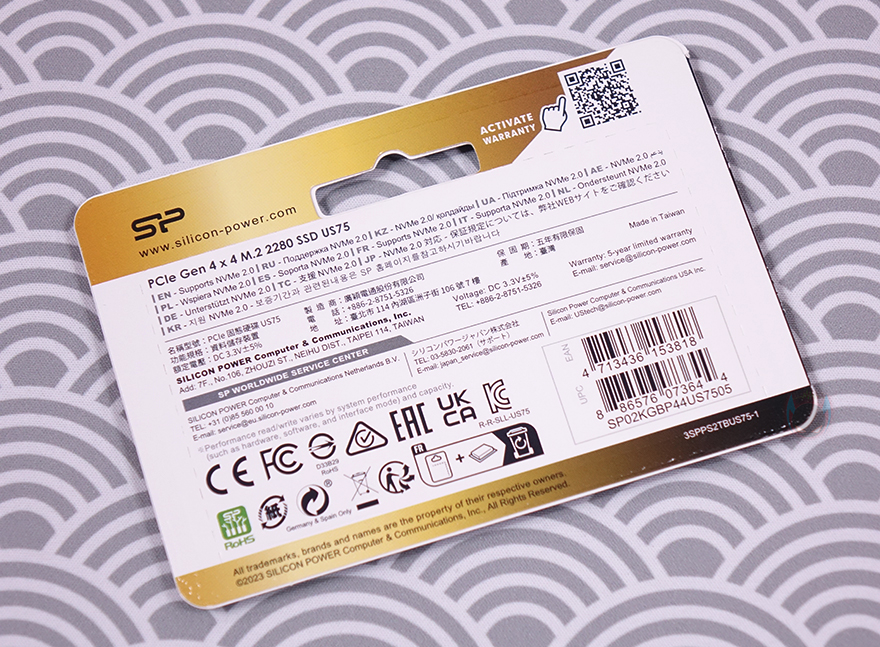 ACTIVATE
WARRANTY
SP
www.silicon-power.com
PCIe Gen 4 x 4 M.2 2280 SSD US75
EN - Supports NVMe 2.0 | RU - Поддержка NVMe 2.0 | KZ - NVMe 2.0/ қолдайды | UA - Підтримка NVMe 2.0 | AE - NVMe 2.0
PL - Wspiera NVMe 2.0 | ES - Soporta NVMe 2.0 | FR - Supports NVMe 2.0 | IT - Supporta NVMe 2.0 | NL - Ondersteunt NVMe 2.0
DE - Unterstützt NVMe 2.0 | TC - 支援 NVMe 2.0 | JP - NVMe 2.0 対応 - 保証規定については、弊社WEBサイトをご確認ください
KR - 지원 NVMe 2.0 - 보증기간과 관련된내용은 SP 홈페이지를참고하시기바랍니다
名稱型號：PCIe 固態硬碟 US75
功能規格：資料儲存裝置
額定電壓：DC 3.3V±5%
製造商：廣穎電通股份有限公司
電話：+886-2-8751-5326
地址：臺北市 114 內湖區洲子街 106 號 7 樓
保固期：五年有限保固
產地：臺灣
Made in Taiwan
SILICON POWER Computer & Communications, Inc.
Add: 7F., No.106, ZHOUZI ST., NEIHU DIST., TAIPEI 114, TAIWAN
Voltage: DC 3.3V±5%
TEL: +886-2-8751-5326
Warranty: 5-year limited warranty
E-mail: service@silicon-power.com
SP WORLDWIDE SERVICE CENTER
SILICON POWER Computer & Communications Netherlands B.V.
TEL: +31 (0)85 560 00 10
E-mail: service@eu.silicon-power.com
シリコンパワージャパン株式会社
TEL: 03-5830-2061（サポート）
E-mail: japan_service@silicon-power.com
Silicon Power Computer & Communications USA Inc.
E-mail: UStech@silicon-power.com
※Performance read/write varies by system performance
(such as hardware, software, and interface mode) and capacity.
CE FC
D33B29
RoHS
EAC
UK
CA
R-R-SLL-US75
SP
RoHS
紙
®
Germany & Spain Only
FR
+
EAN
4 713436 153818
UPC
8 86576 07364 4
SP02KGBP44US7505
3SPPS2TBUS75-1
All trademarks, brands and names are the property of their respective owners.
©2023 SILICON POWER Computer & Communications, Inc., All Rights Reserved.